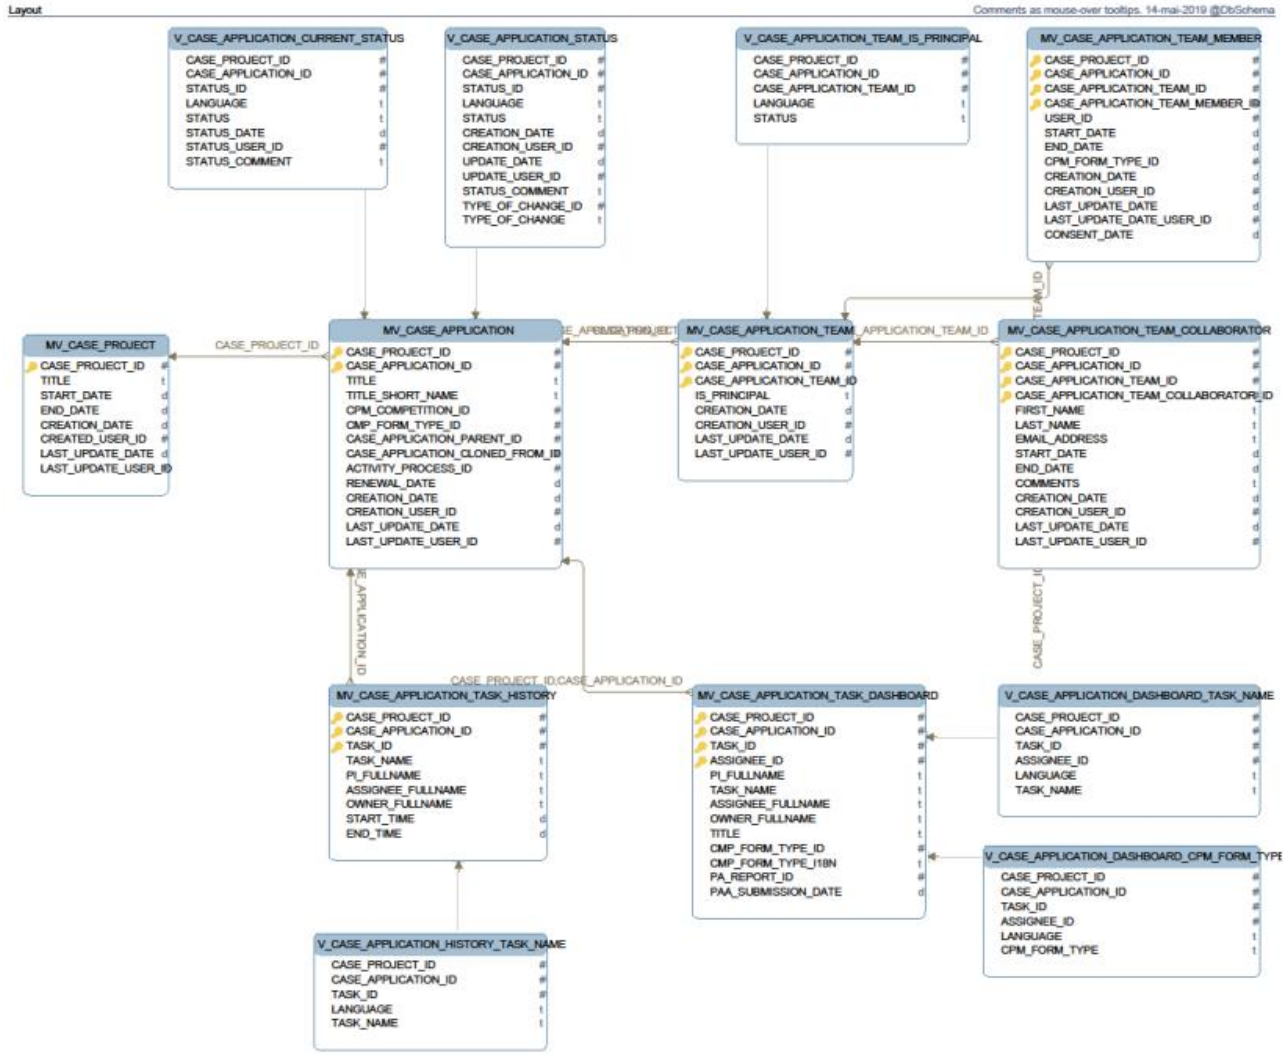 Layout
Comments as mouse-over tooltips. 14-mai-2019 @DbSchema
V_CASE_APPLICATION_CURRENT_STATUS
CASE_PROJECT_ID #
CASE_APPLICATION_ID #
STATUS_ID #
LANGUAGE t
STATUS t
STATUS_DATE d
STATUS_USER_ID #
STATUS_COMMENT t
V_CASE_APPLICATION_STATUS
CASE_PROJECT_ID #
CASE_APPLICATION_ID #
STATUS_ID #
LANGUAGE t
STATUS t
CREATION_DATE d
CREATION_USER_ID #
UPDATE_DATE d
UPDATE_USER_ID #
STATUS_COMMENT t
TYPE_OF_CHANGE_ID #
TYPE_OF_CHANGE t
V_CASE_APPLICATION_TEAM_IS_PRINCIPAL
CASE_PROJECT_ID #
CASE_APPLICATION_ID #
CASE_APPLICATION_TEAM_ID #
LANGUAGE t
STATUS t
MV_CASE_APPLICATION_TEAM_MEMBER
CASE_PROJECT_ID #
CASE_APPLICATION_ID #
CASE_APPLICATION_TEAM_ID #
CASE_APPLICATION_TEAM_MEMBER_ID
USER_ID #
START_DATE d
END_DATE d
CPM_FORM_TYPE_ID #
CREATION_DATE d
CREATION_USER_ID #
LAST_UPDATE_DATE d
LAST_UPDATE_DATE_USER_ID #
CONSENT_DATE d
TEAM_ID
MV_CASE_PROJECT
CASE_PROJECT_ID #
TITLE t
START_DATE d
END_DATE d
CREATION_DATE d
CREATED_USER_ID #
LAST_UPDATE_DATE d
LAST_UPDATE_USER_ID
CASE_PROJECT_ID
MV_CASE_APPLICATION
CASE_PROJECT_ID #
CASE_APPLICATION_ID #
TITLE t
TITLE_SHORT_NAME t
CPM_COMPETITION_ID #
CMP_FORM_TYPE_ID #
CASE_APPLICATION_PARENT_ID #
CASE_APPLICATION_CLONED_FROM_ID
ACTIVITY_PROCESS_ID #
RENEWAL_DATE d
CREATION_DATE d
CREATION_USER_ID #
LAST_UPDATE_DATE d
LAST_UPDATE_USER_ID #
MV_CASE_APPLICATION_TEAM
CASE_PROJECT_ID #
CASE_APPLICATION_ID #
CASE_APPLICATION_TEAM_ID
IS_PRINCIPAL t
CREATION_DATE d
CREATION_USER_ID #
LAST_UPDATE_DATE d
LAST_UPDATE_USER_ID #
_APPLICATION_TEAM_ID
MV_CASE_APPLICATION_TEAM_COLLABORATOR
CASE_PROJECT_ID #
CASE_APPLICATION_ID #
CASE_APPLICATION_TEAM_ID #
CASE_APPLICATION_TEAM_COLLABORATOR_ID
FIRST_NAME t
LAST_NAME t
EMAIL_ADDRESS t
START_DATE d
END_DATE d
COMMENTS t
CREATION_DATE d
CREATION_USER_ID #
LAST_UPDATE_DATE d
LAST_UPDATE_USER_ID #
E_APPLICATION_ID
CASE_PROJECT_ID
CASE_PROJECT_ID;CASE_APPLICATION_ID
MV_CASE_APPLICATION_TASK_HISTORY
CASE_PROJECT_ID #
CASE_APPLICATION_ID #
TASK_ID #
TASK_NAME t
PI_FULLNAME t
ASSIGNEE_FULLNAME t
OWNER_FULLNAME t
START_TIME d
END_TIME d
MV_CASE_APPLICATION_TASK_DASHBOARD
CASE_PROJECT_ID #
CASE_APPLICATION_ID #
TASK_ID #
ASSIGNEE_ID #
PI_FULLNAME t
TASK_NAME t
ASSIGNEE_FULLNAME t
OWNER_FULLNAME t
TITLE t
CMP_FORM_TYPE_ID #
CMP_FORM_TYPE_I18N t
PA_REPORT_ID #
PAA_SUBMISSION_DATE d
V_CASE_APPLICATION_DASHBOARD_TASK_NAME
CASE_PROJECT_ID #
CASE_APPLICATION_ID #
TASK_ID #
ASSIGNEE_ID #
LANGUAGE t
TASK_NAME t
V_CASE_APPLICATION_DASHBOARD_CPM_FORM_TYPE
CASE_PROJECT_ID #
CASE_APPLICATION_ID #
TASK_ID #
ASSIGNEE_ID #
LANGUAGE t
CPM_FORM_TYPE t
V_CASE_APPLICATION_HISTORY_TASK_NAME
CASE_PROJECT_ID #
CASE_APPLICATION_ID #
TASK_ID #
LANGUAGE t
TASK_NAME t